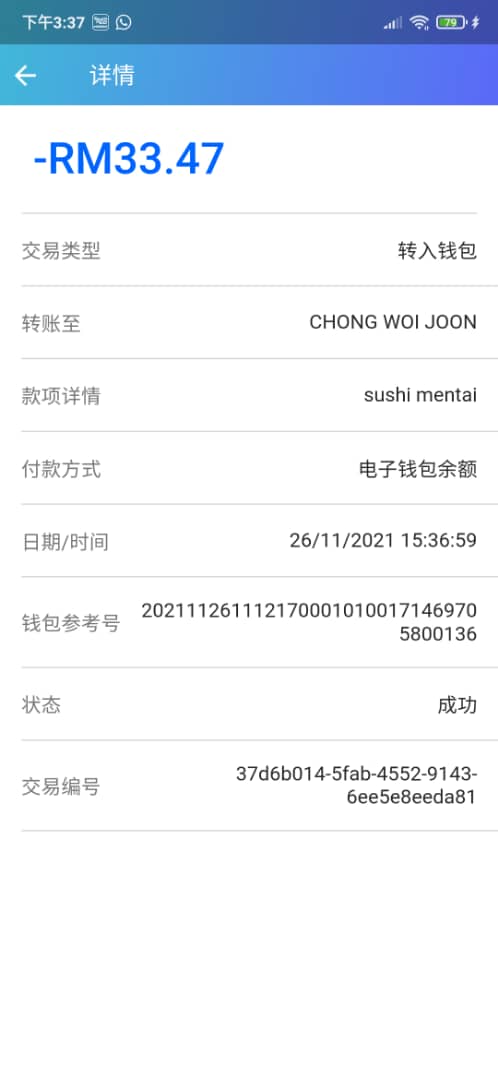 下午3:37
79
详情
-RM33.47
交易类型 转入钱包
转账至 CHONG WOI JOON
款项详情 sushi mentai
付款方式 电子钱包余额
日期/时间 26/11/2021 15:36:59
钱包参考号 202111261112170001010017146970
5800136
状态 成功
交易编号 37d6b014-5fab-4552-9143-
6ee5e8eeda81